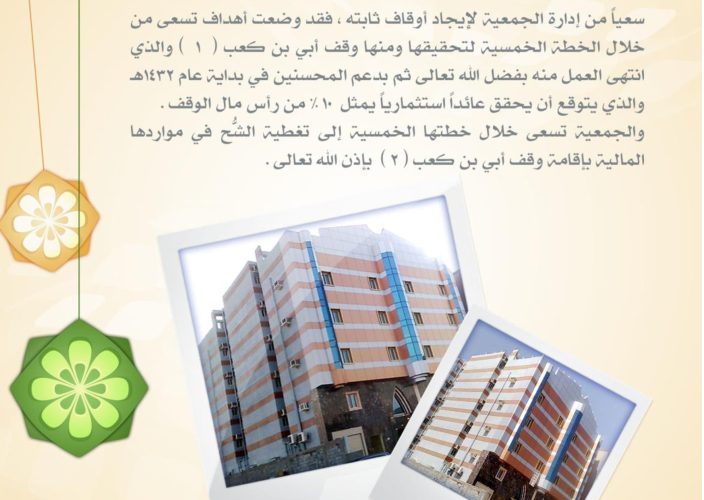 سعياً من إدارة الجمعية لإيجاد أوقاف ثابته ، فقد وضعت أهداف تسعى من
خلال الخطة الخمسية لتحقيقها ومنها وقف أبي بن كعب ( ١ ) والذي
انتهى العمل منه بفضل الله تعالى ثم بدعم المحسنين في بداية عام ١٤٣٢هـ
والذي يتوقع أن يحقق عائداً استثمارياً يمثل ١٠ ٪ من رأس مال الوقف .
والجمعية تسعى خلال خطتها الخمسية إلى تغطية الشُّح في مواردها
المالية بإقامة وقف أبي بن كعب ( ٢ ) بإذن الله تعالى .